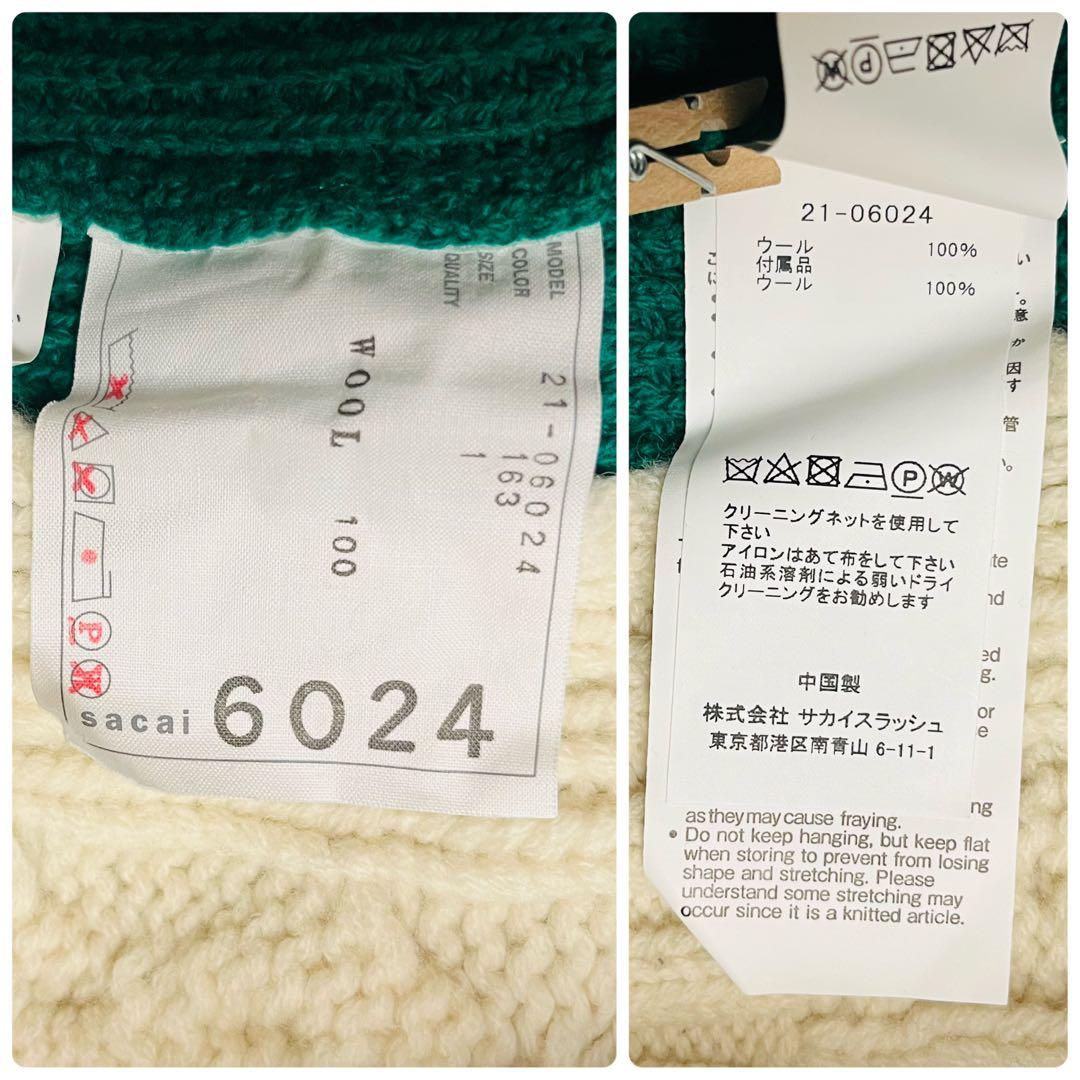 MODEL 21-06024
COLOR 163
SIZE 1
QUALITY
WOOL 100
sacai 6024
21-06024
ウール 100%
付属品
ウール 100%
クリーニングネットを使用して
下さい
アイロンはあて布をして下さい
石油系溶剤による弱いドライ
クリーニングをお勧めします
中国製
株式会社 サカイスラッシュ
東京都港区南青山 6-11-1
as they may cause fraying.
• Do not keep hanging, but keep flat
when storing to prevent from losing
shape and stretching. Please
understand some stretching may
occur since it is a knitted article.